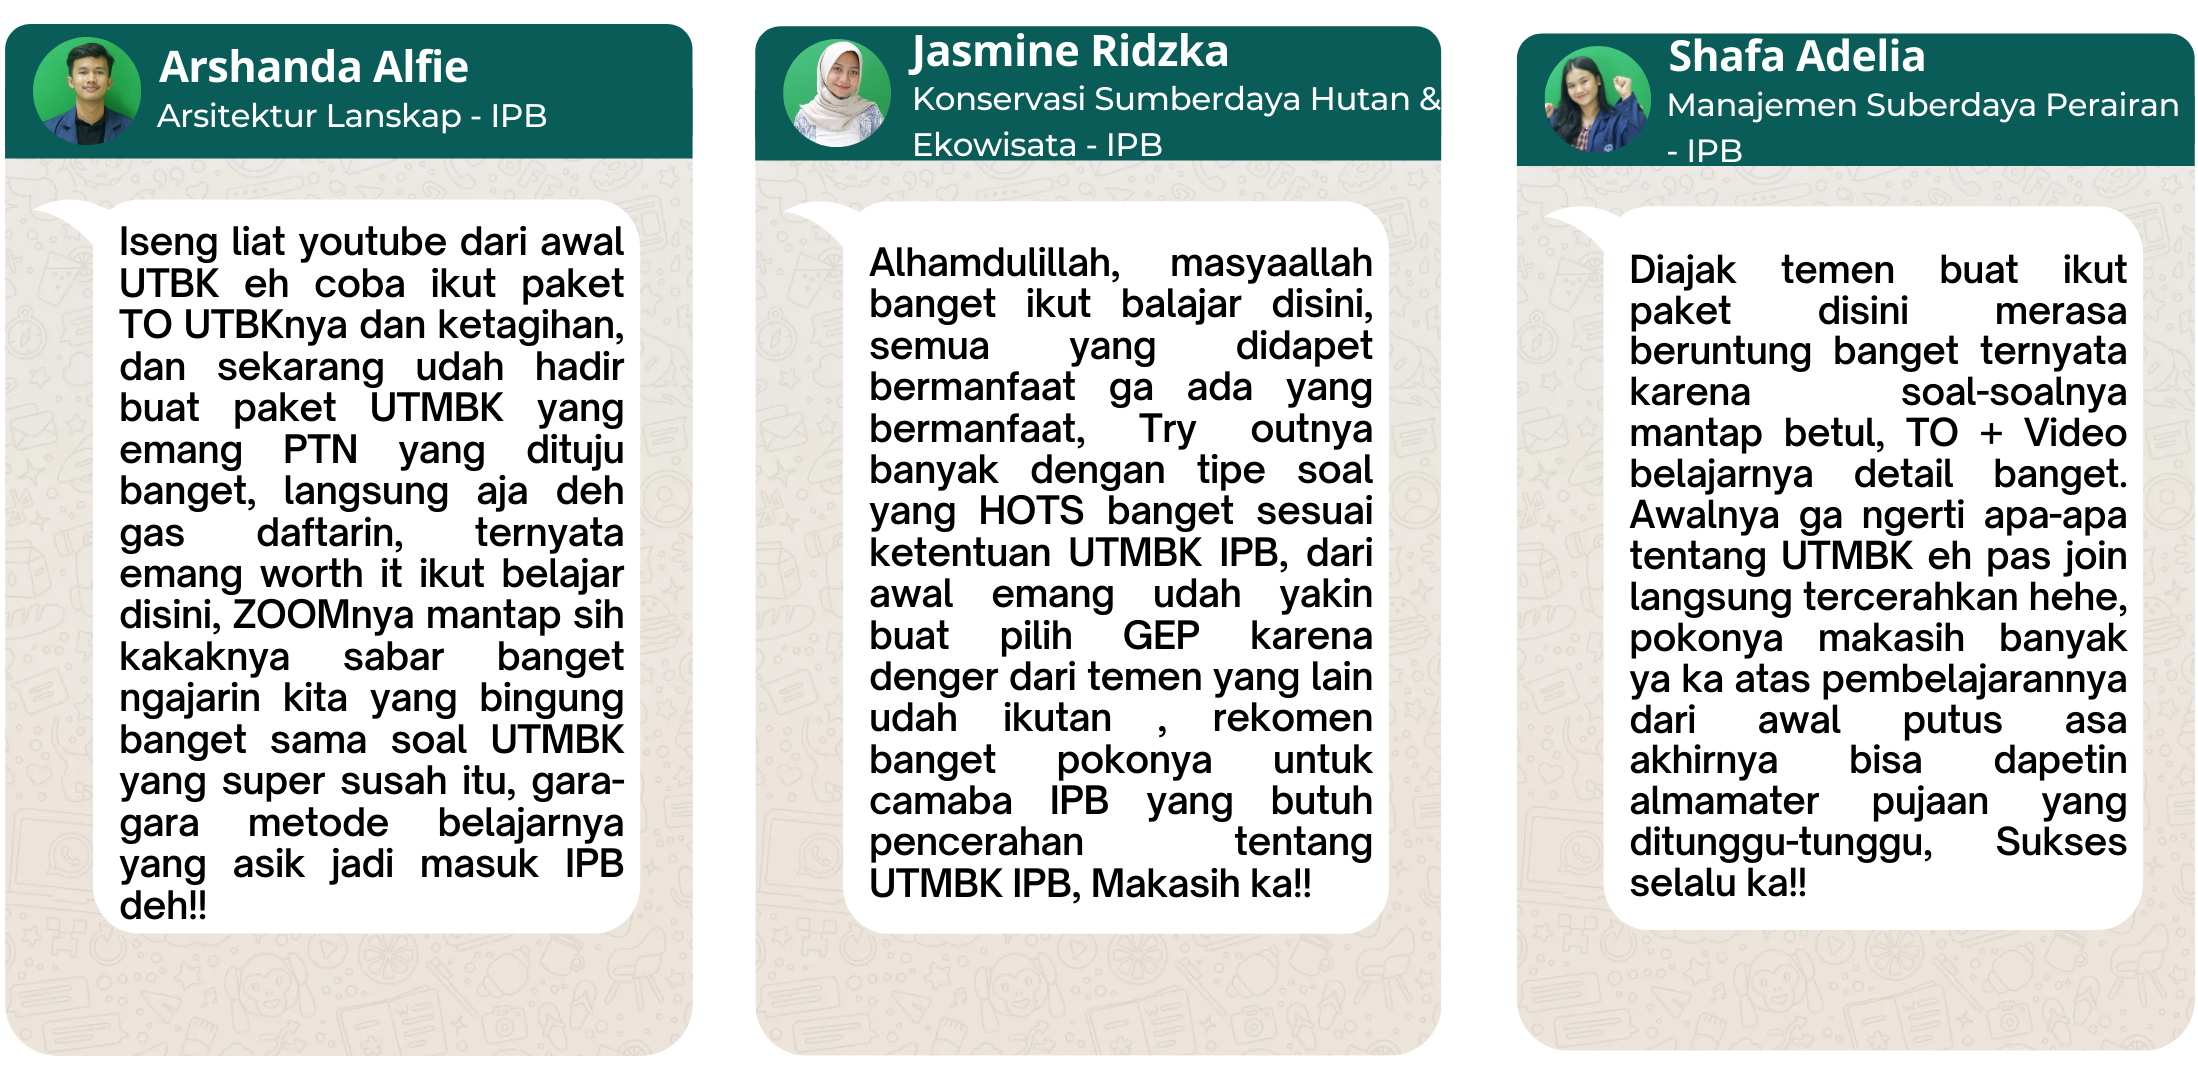 Arshanda Alfie
Arsitektur Lanskap - IPB
Iseng liat youtube dari awal
UTBK eh coba ikut paket
TO UTBKnya dan ketagihan,
dan sekarang udah hadir
buat paket UTMBK yang
emang PTN yang dituju
banget, langsung aja deh
gas daftarin, ternyata
emang worth it ikut belajar
disini, ZOOMnya mantap sih
kakaknya sabar banget
ngajarin kita yang bingung
banget sama soal UTMBK
yang super susah itu, gara-
gara metode belajarnya
yang asik jadi masuk IPB
deh!!
Jasmine Ridzka
Konservasi Sumberdaya Hutan &
Ekowisata - IPB
Alhamdulillah, masyaallah
banget ikut balajar disini,
semua yang didapet
bermanfaat ga ada yang
bermanfaat, Try outnya
banyak dengan tipe soal
yang HOTS banget sesuai
ketentuan UTMBK IPB, dari
awal emang udah yakin
buat pilih GEP karena
denger dari temen yang lain
udah ikutan , rekomen
banget pokonya untuk
camaba IPB yang butuh
pencerahan tentang
UTMBK IPB, Makasih ka!!
Shafa Adelia
Manajemen Suberdaya Perairan
- IPB
Diajak temen buat ikut
paket disini merasa
beruntung banget ternyata
karena soal-soalnya
mantap betul, TO + Video
belajarnya detail banget.
Awalnya ga ngerti apa-apa
tentang UTMBK eh pas join
langsung tercerahkan hehe,
pokonya makasih banyak
ya ka atas pembelajarannya
dari awal putus asa
akhirnya bisa dapetin
almamater pujaan yang
ditunggu-tunggu, Sukses
selalu ka!!